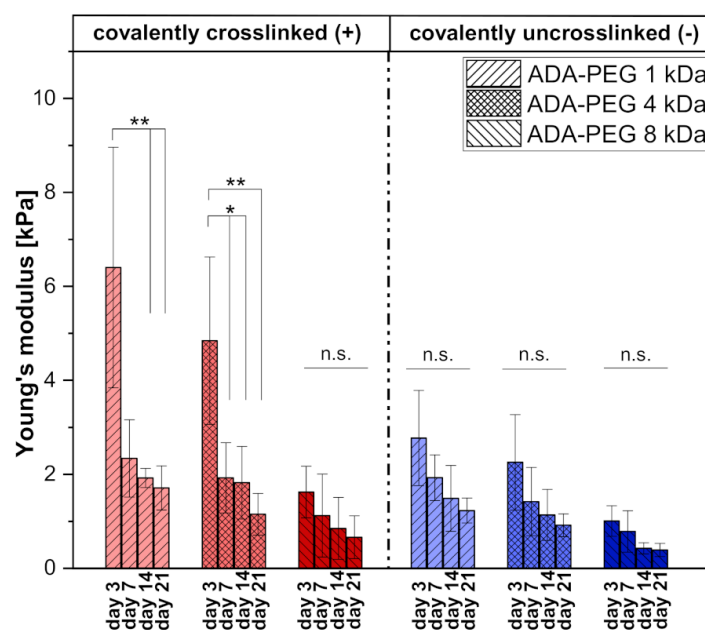 covalently crosslinked (+)
covalently uncrosslinked (-)
ADA-PEG 1 kDa
ADA-PEG 4 kDa
ADA-PEG 8 kDa
Young's modulus [kPa]
10
8
6
4
2
0
**
**
*
n.s.
n.s.
n.s.
n.s.
day 3
day 7
day 14
day 21
day 3
day 7
day 14
day 21
day 3
day 7
day 14
day 21
day 3
day 7
day 14
day 21
day 3
day 7
day 14
day 21
day 3
day 7
day 14
day 21